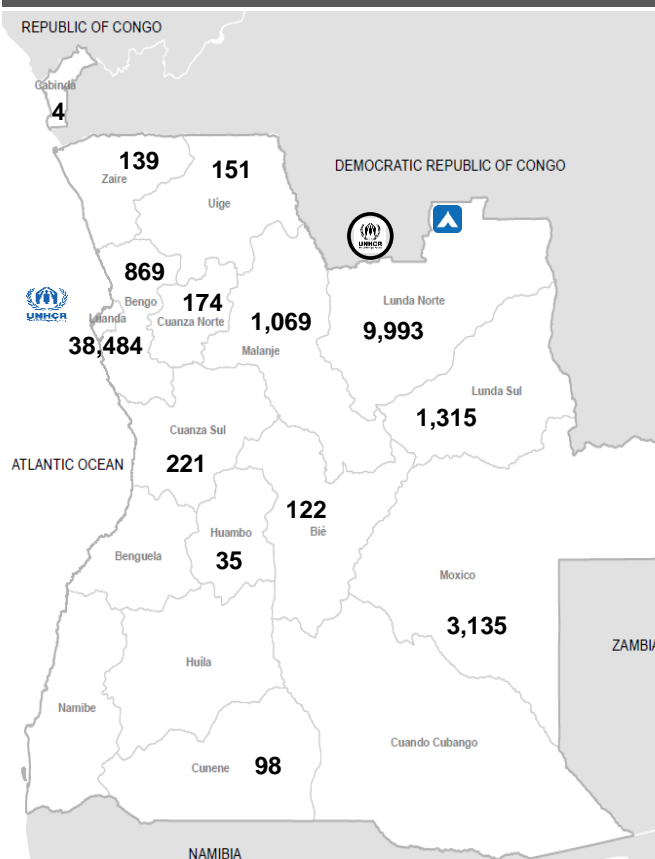 REPUBLIC OF CONGO
Cabinda
4
139
Zaire
151
Uíge
DEMOCRATIC REPUBLIC OF CONGO
UNHCR
869
Bengo
UNHCR
Luanda
38,484
174
Cuanza Norte
1,069
Malanje
Lunda Norte
9,993
Lunda Sul
1,315
Cuanza Sul
221
ATLANTIC OCEAN
122
Bié
Huambo
35
Benguela
Moxico
3,135
ZAMBIA
Huila
Namibe
Cuando Cubango
Cunene 98
NAMIBIA